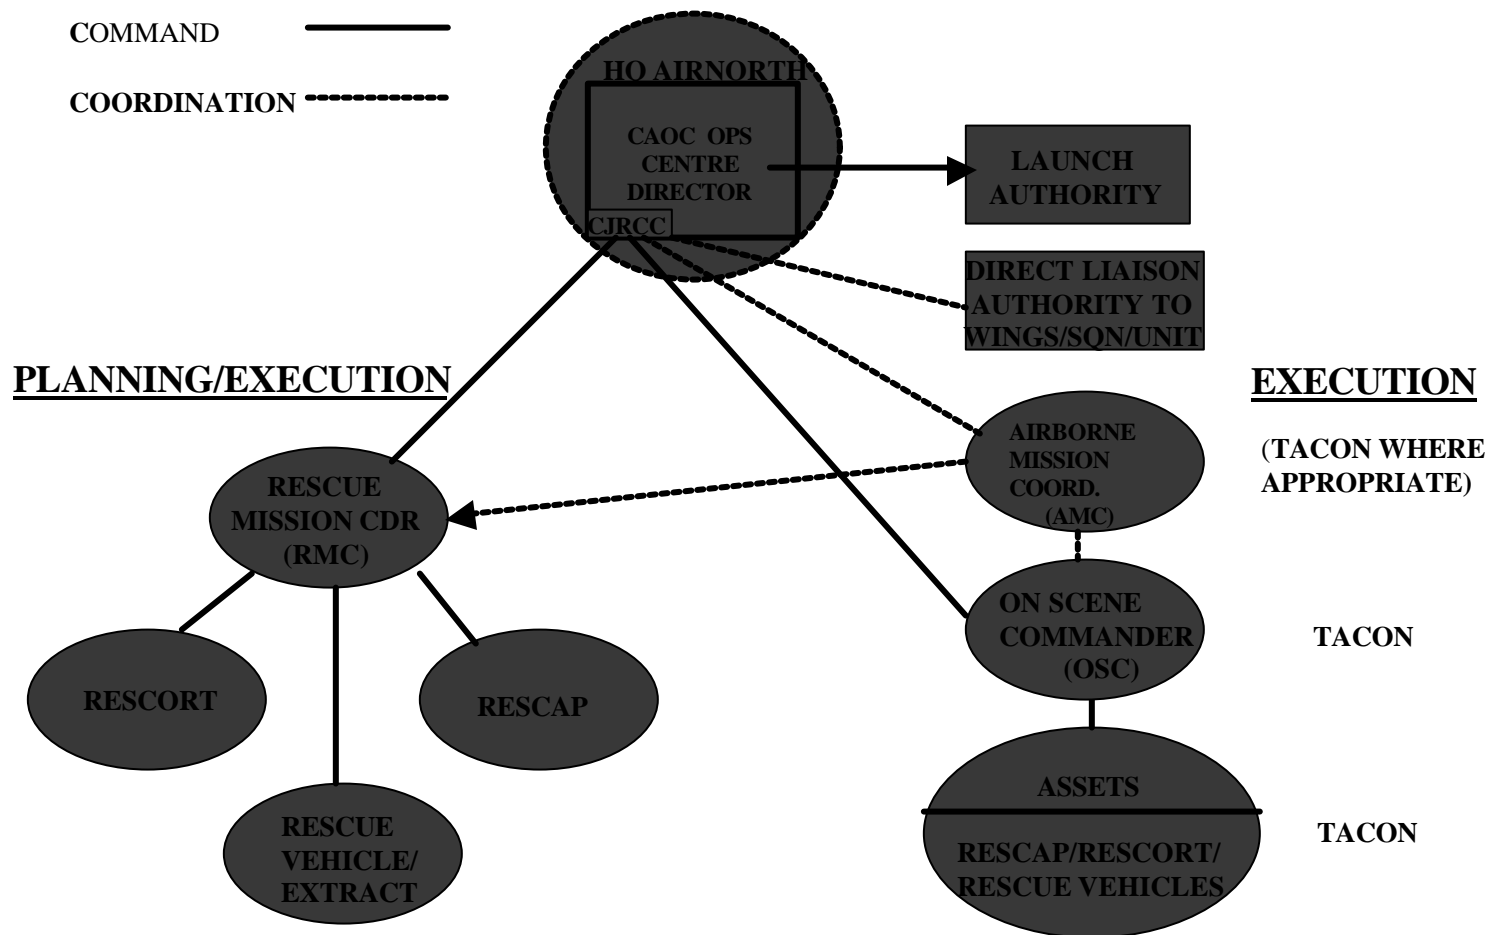 COMMAND
COORDINATION
HQ AIRNORTH
CAOC OPS
CENTRE
DIRECTOR
CJRCC
LAUNCH
AUTHORITY
DIRECT LIAISON
AUTHORITY TO
WINGS/SQN/UNIT
PLANNING/EXECUTION
EXECUTION
AIRBORNE
MISSION
COORD.
(AMC)
(TACON WHERE
APPROPRIATE)
RESCUE
MISSION CDR
(RMC)
ON SCENE
COMMANDER
(OSC)
TACON
RESCORT
RESCAP
RESCUE
VEHICLE/
EXTRACT
ASSETS
RESCAP/RESCORT/
RESCUE VEHICLES
TACON